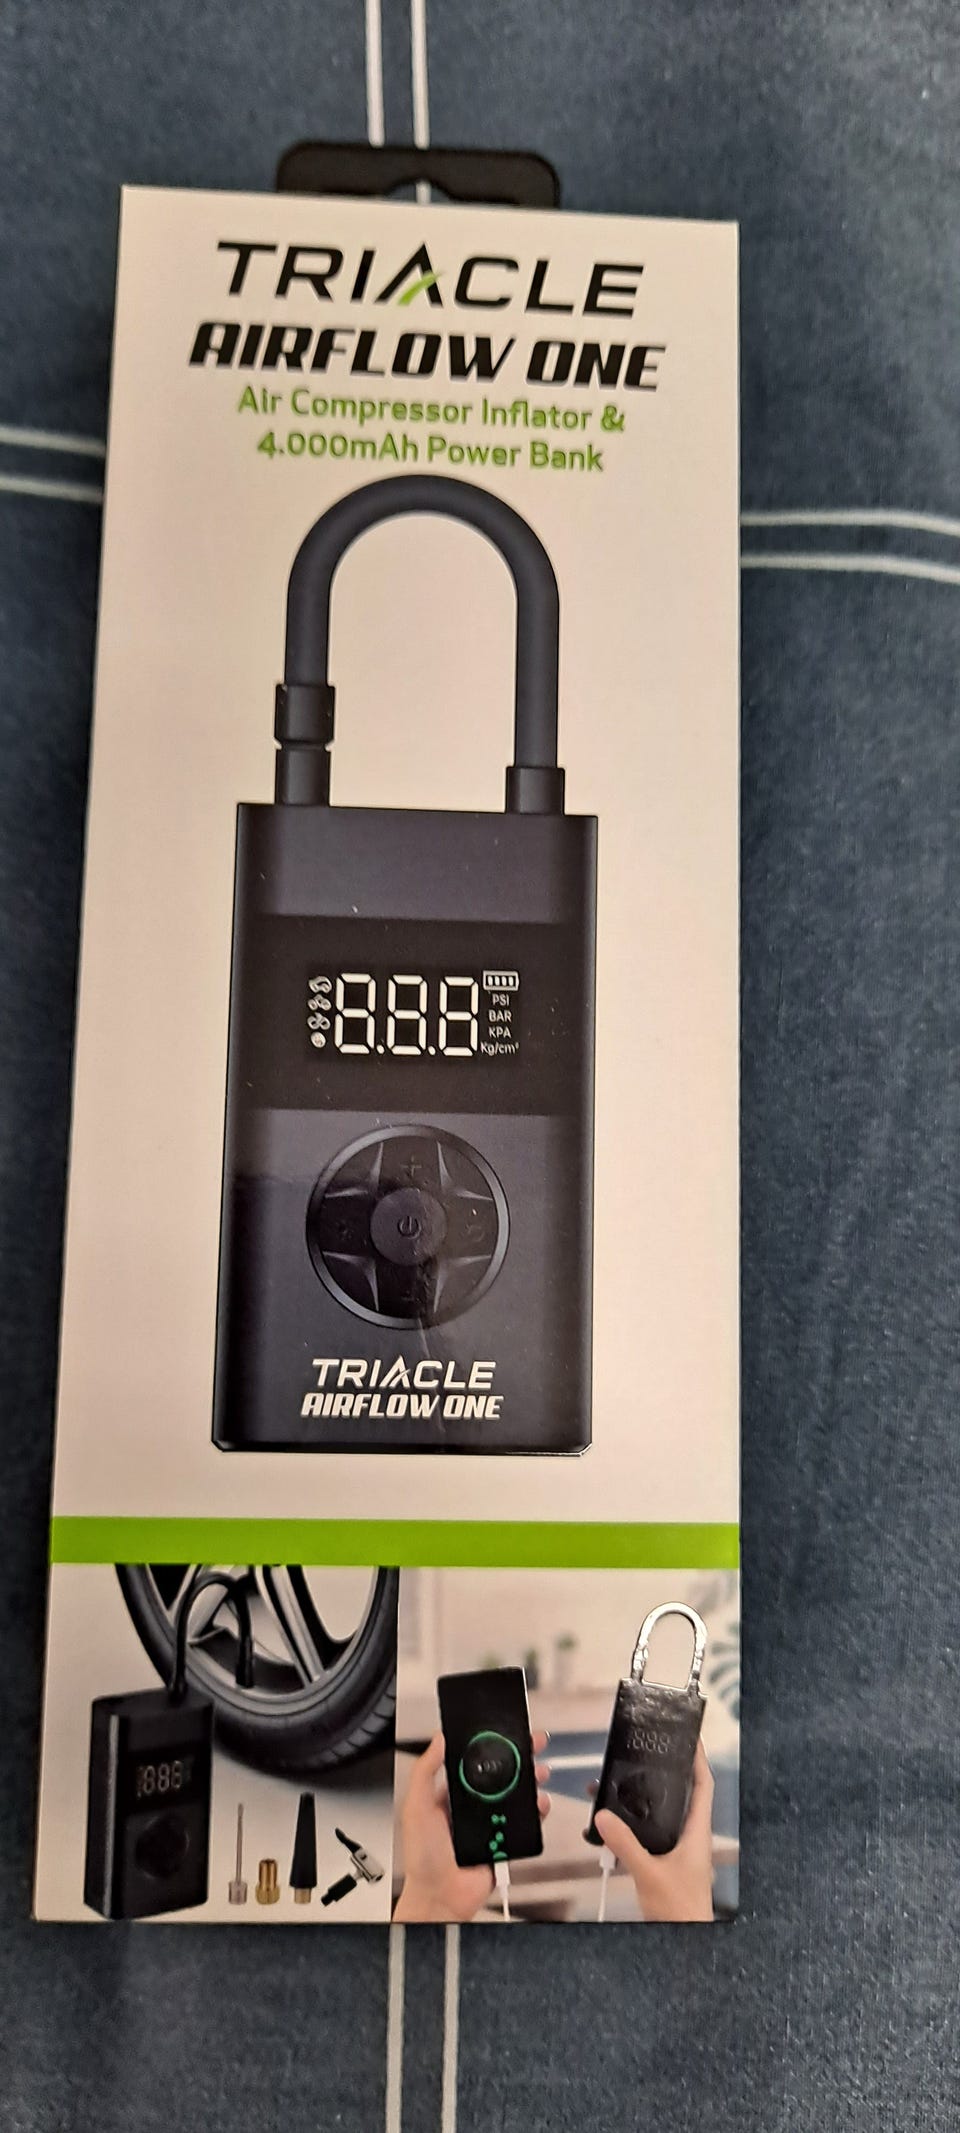 TRIACLE
AIRFLOW ONE
Air Compressor Inflator &
4.000mAh Power Bank
8.8.8
PSI
BAR
KPA
Kg/cm²
TRIACLE
AIRFLOW ONE
888